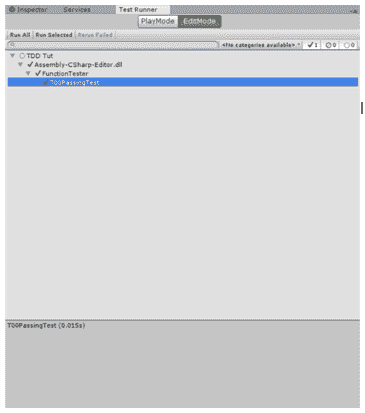 Inspector Services Test Runner
PlayMode EditMode
Run All Run Selected Rerun Failed
<No categories available> 1 0 0
TDD Tut
Assembly-CSharp-Editor.dll
FunctionTester
T00PassingTest
T00PassingTest (0.015s)